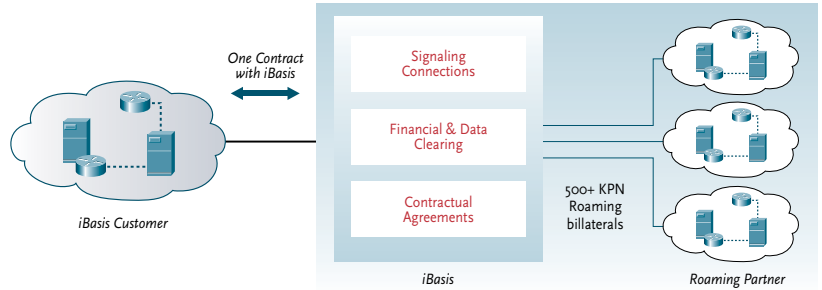 One Contract
with iBasis
Signaling
Connections
Financial & Data
Clearing
Contractual
Agreements
500+ KPN
Roaming
billaterals
iBasis Customer
iBasis
Roaming Partner